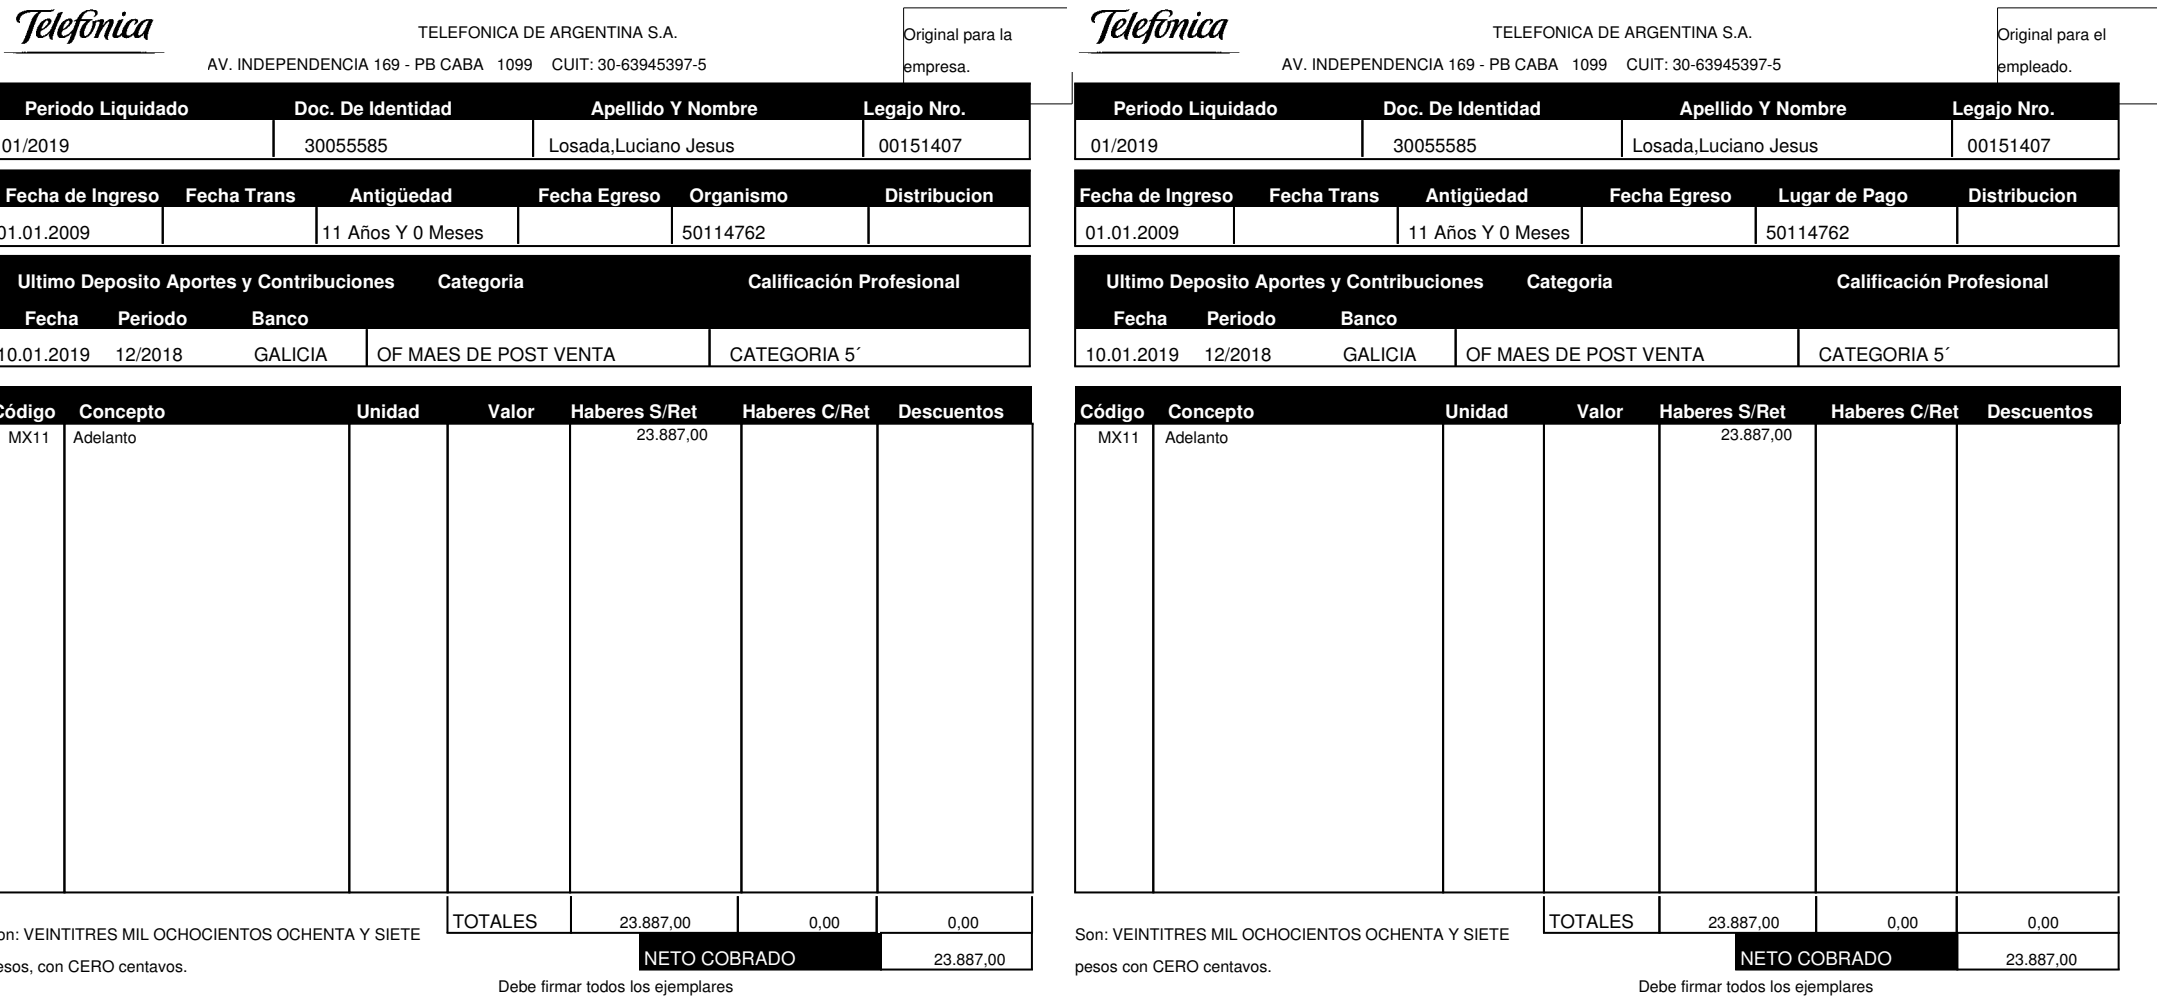 Telefónica
TELEFONICA DE ARGENTINA S.A.
AV. INDEPENDENCIA 169 - PB CABA 1099 CUIT: 30-63945397-5
Original para la
empresa.
Periodo Liquidado Doc. De Identidad Apellido Y Nombre Legajo Nro.
01/2019 30055585 Losada,Luciano Jesus 00151407
Fecha de Ingreso Fecha Trans Antigüedad Fecha Egreso Organismo Distribucion
01.01.2009 11 Años Y 0 Meses 50114762
Ultimo Deposito Aportes y Contribuciones Categoria Calificación Profesional
Fecha Periodo Banco
10.01.2019 12/2018 GALICIA OF MAES DE POST VENTA CATEGORIA 5´
Código Concepto Unidad Valor Haberes S/Ret Haberes C/Ret Descuentos
MX11 Adelanto 23.887,00
TOTALES 23.887,00 0,00 0,00
on: VEINTITRES MIL OCHOCIENTOS OCHENTA Y SIETE
esos, con CERO centavos.
NETO COBRADO 23.887,00
Debe firmar todos los ejemplares
Telefónica
TELEFONICA DE ARGENTINA S.A.
AV. INDEPENDENCIA 169 - PB CABA 1099 CUIT: 30-63945397-5
Original para el
empleado.
Periodo Liquidado Doc. De Identidad Apellido Y Nombre Legajo Nro.
01/2019 30055585 Losada,Luciano Jesus 00151407
Fecha de Ingreso Fecha Trans Antigüedad Fecha Egreso Lugar de Pago Distribucion
01.01.2009 11 Años Y 0 Meses 50114762
Ultimo Deposito Aportes y Contribuciones Categoria Calificación Profesional
Fecha Periodo Banco
10.01.2019 12/2018 GALICIA OF MAES DE POST VENTA CATEGORIA 5´
Código Concepto Unidad Valor Haberes S/Ret Haberes C/Ret Descuentos
MX11 Adelanto 23.887,00
TOTALES 23.887,00 0,00 0,00
Son: VEINTITRES MIL OCHOCIENTOS OCHENTA Y SIETE
pesos con CERO centavos.
NETO COBRADO 23.887,00
Debe firmar todos los ejemplares